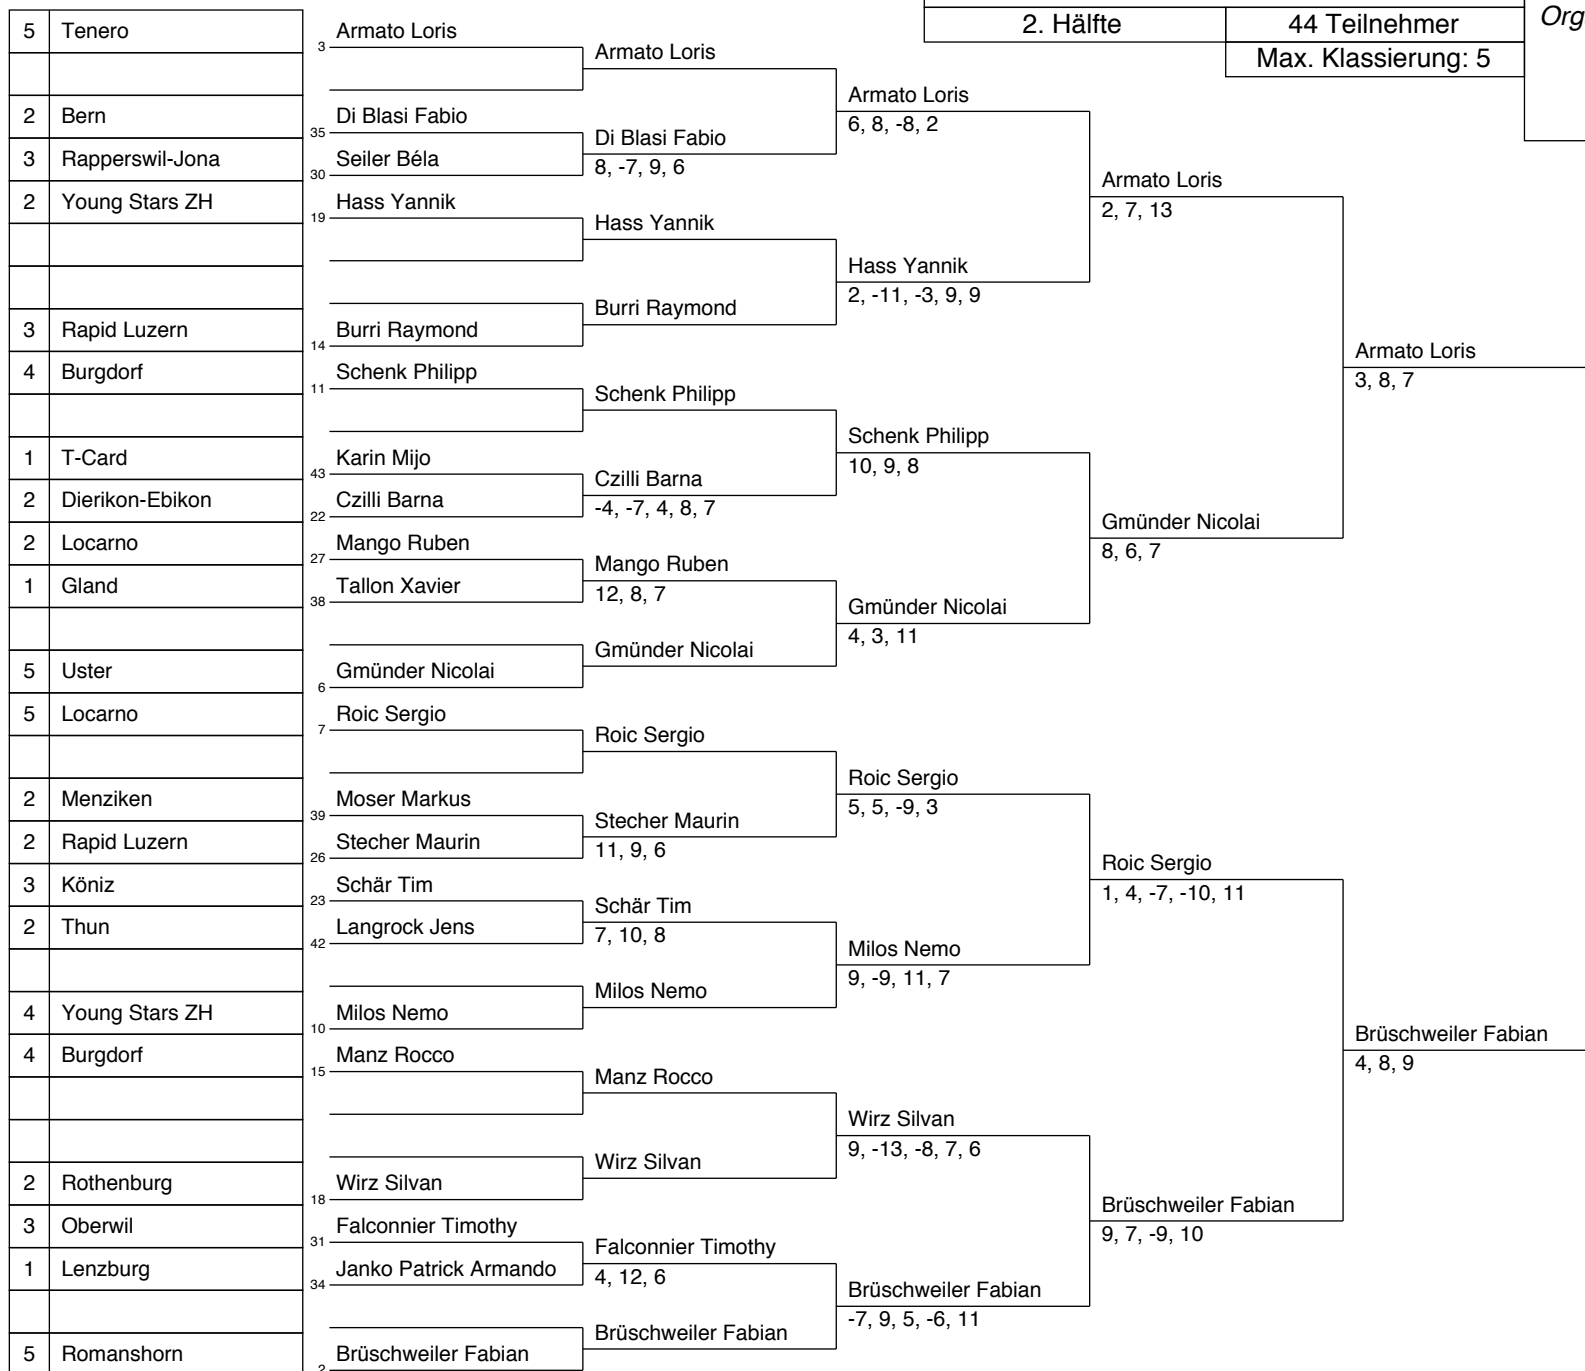 2. Hälfte 44 Teilnehmer Org
Max. Klassierung: 5
5 Tenero 3 Armato Loris
Armato Loris
Armato Loris
6, 8, -8, 2
2 Bern 35 Di Blasi Fabio
Di Blasi Fabio
8, -7, 9, 6
3 Rapperswil-Jona 30 Seiler Béla
Armato Loris
2, 7, 13
2 Young Stars ZH 19 Hass Yannik
Hass Yannik
Hass Yannik
2, -11, -3, 9, 9
Burri Raymond
3 Rapid Luzern 14 Burri Raymond
Armato Loris
3, 8, 7
4 Burgdorf 11 Schenk Philipp
Schenk Philipp
Schenk Philipp
10, 9, 8
1 T-Card 43 Karin Mijo
Czilli Barna
-4, -7, 4, 8, 7
2 Dierikon-Ebikon 22 Czilli Barna
Gmünder Nicolai
8, 6, 7
2 Locarno 27 Mango Ruben
Mango Ruben
12, 8, 7
1 Gland 38 Tallon Xavier
Gmünder Nicolai
4, 3, 11
Gmünder Nicolai
5 Uster 6 Gmünder Nicolai
5 Locarno 7 Roic Sergio
Roic Sergio
Roic Sergio
5, 5, -9, 3
2 Menziken 39 Moser Markus
Stecher Maurin
11, 9, 6
2 Rapid Luzern 26 Stecher Maurin
Roic Sergio
1, 4, -7, -10, 11
3 Köniz 23 Schär Tim
Schär Tim
7, 10, 8
2 Thun 42 Langrock Jens
Milos Nemo
9, -9, 11, 7
Milos Nemo
4 Young Stars ZH 10 Milos Nemo
Brüschweiler Fabian
4, 8, 9
4 Burgdorf 15 Manz Rocco
Manz Rocco
Wirz Silvan
9, -13, -8, 7, 6
Wirz Silvan
2 Rothenburg 18 Wirz Silvan
Brüschweiler Fabian
9, 7, -9, 10
3 Oberwil 31 Falconnier Timothy
Falconnier Timothy
4, 12, 6
1 Lenzburg 34 Janko Patrick Armando
Brüschweiler Fabian
-7, 9, 5, -6, 11
Brüschweiler Fabian
5 Romanshorn 2 Brüschweiler Fabian